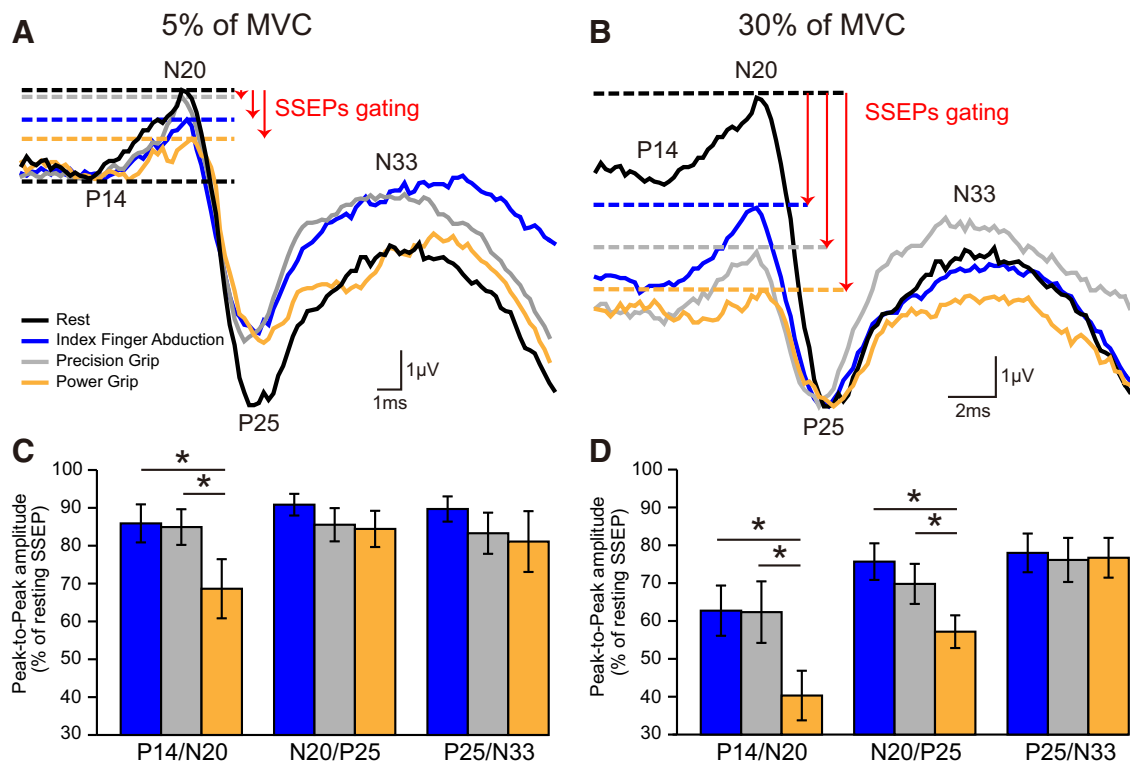 A
5% of MVC
N20
SSEPs gating
P14
N33
Rest
Index Finger Abduction
Precision Grip
Power Grip
1µV
1ms
P25
B
30% of MVC
N20
SSEPs gating
P14
N33
1µV
2ms
P25
C
Peak-to-Peak amplitude
(% of resting SSEP)
100
90
80
70
60
50
40
30
*
*
P14/N20
N20/P25
P25/N33
D
Peak-to-Peak amplitude
(% of resting SSEP)
100
90
80
70
60
50
40
30
*
*
*
*
P14/N20
N20/P25
P25/N33